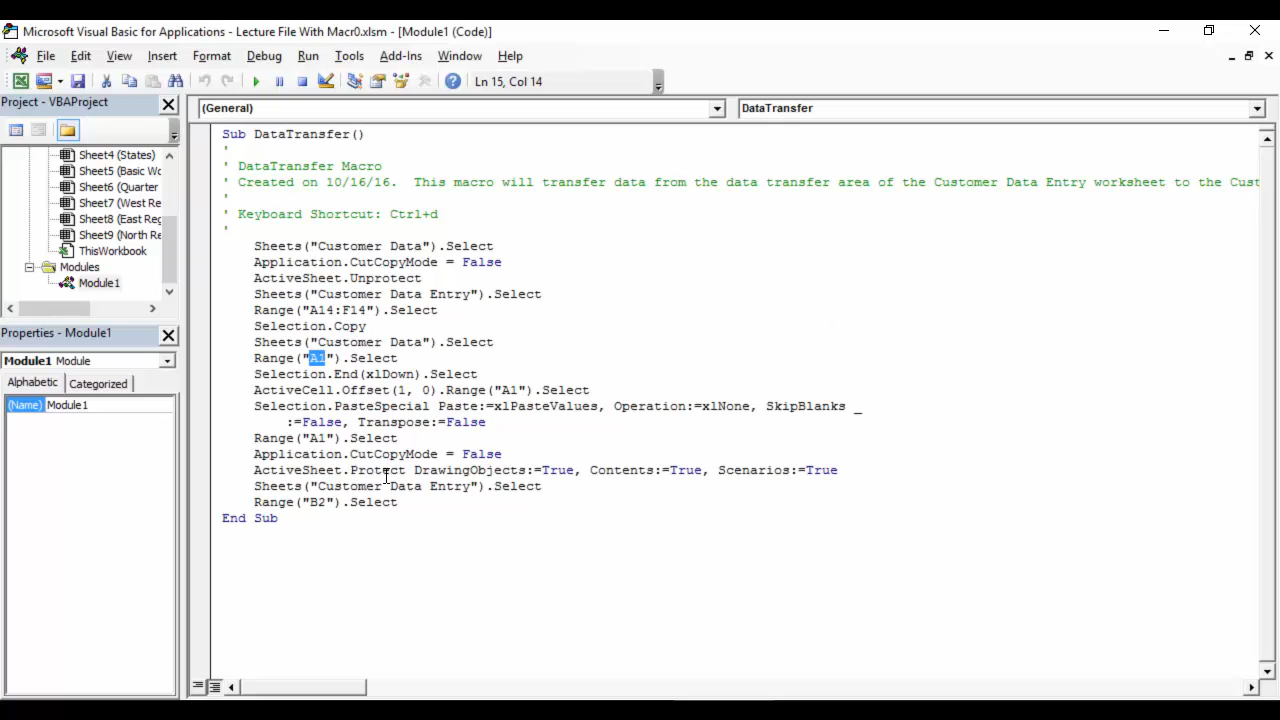 Microsoft Visual Basic for Applications - Lecture File With Macr0.xlsm - [Module1 (Code)]
File Edit View Insert Format Debug Run Tools Add-Ins Window Help
Ln 15, Col 14
Project - VBAProject
Sheet4 (States)
Sheet5 (Basic Wo
Sheet6 (Quarter
Sheet7 (West Re
Sheet8 (East Reg
Sheet9 (North Re
ThisWorkbook
Modules
Module1
Properties - Module1
Module1 Module
Alphabetic Categorized
(Name) Module1
(General) DataTransfer
Sub DataTransfer()
'
' DataTransfer Macro
' Created on 10/16/16.  This macro will transfer data from the data transfer area of the Customer Data Entry worksheet to the Cust
'
' Keyboard Shortcut: Ctrl+d
'
Sheets("Customer Data").Select
Application.CutCopyMode = False
ActiveSheet.Unprotect
Sheets("Customer Data Entry").Select
Range("A14:F14").Select
Selection.Copy
Sheets("Customer Data").Select
Range("A1").Select
Selection.End(xlDown).Select
ActiveCell.Offset(1, 0).Range("A1").Select
Selection.PasteSpecial Paste:=xlPasteValues, Operation:=xlNone, SkipBlanks _
:=False, Transpose:=False
Range("A1").Select
Application.CutCopyMode = False
ActiveSheet.Protect DrawingObjects:=True, Contents:=True, Scenarios:=True
Sheets("Customer Data Entry").Select
Range("B2").Select
End Sub